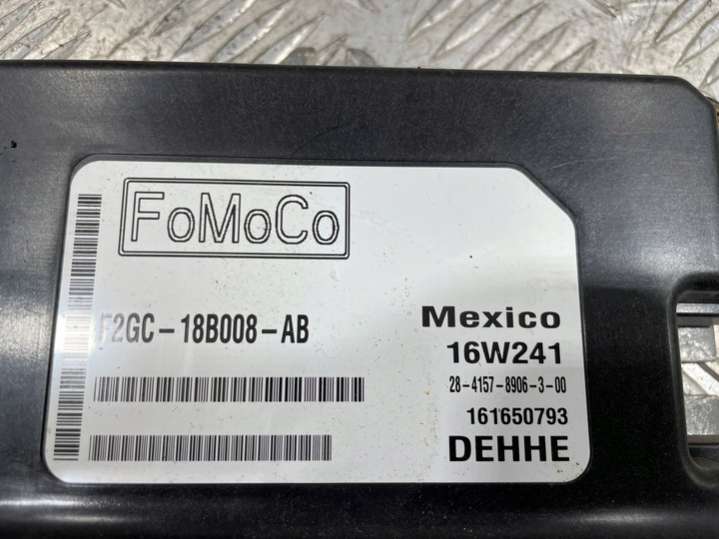 FoMoCo
F2GC-18B008-AB
Mexico
16W241
28-4157-8906-3-00
161650793
DEHHE